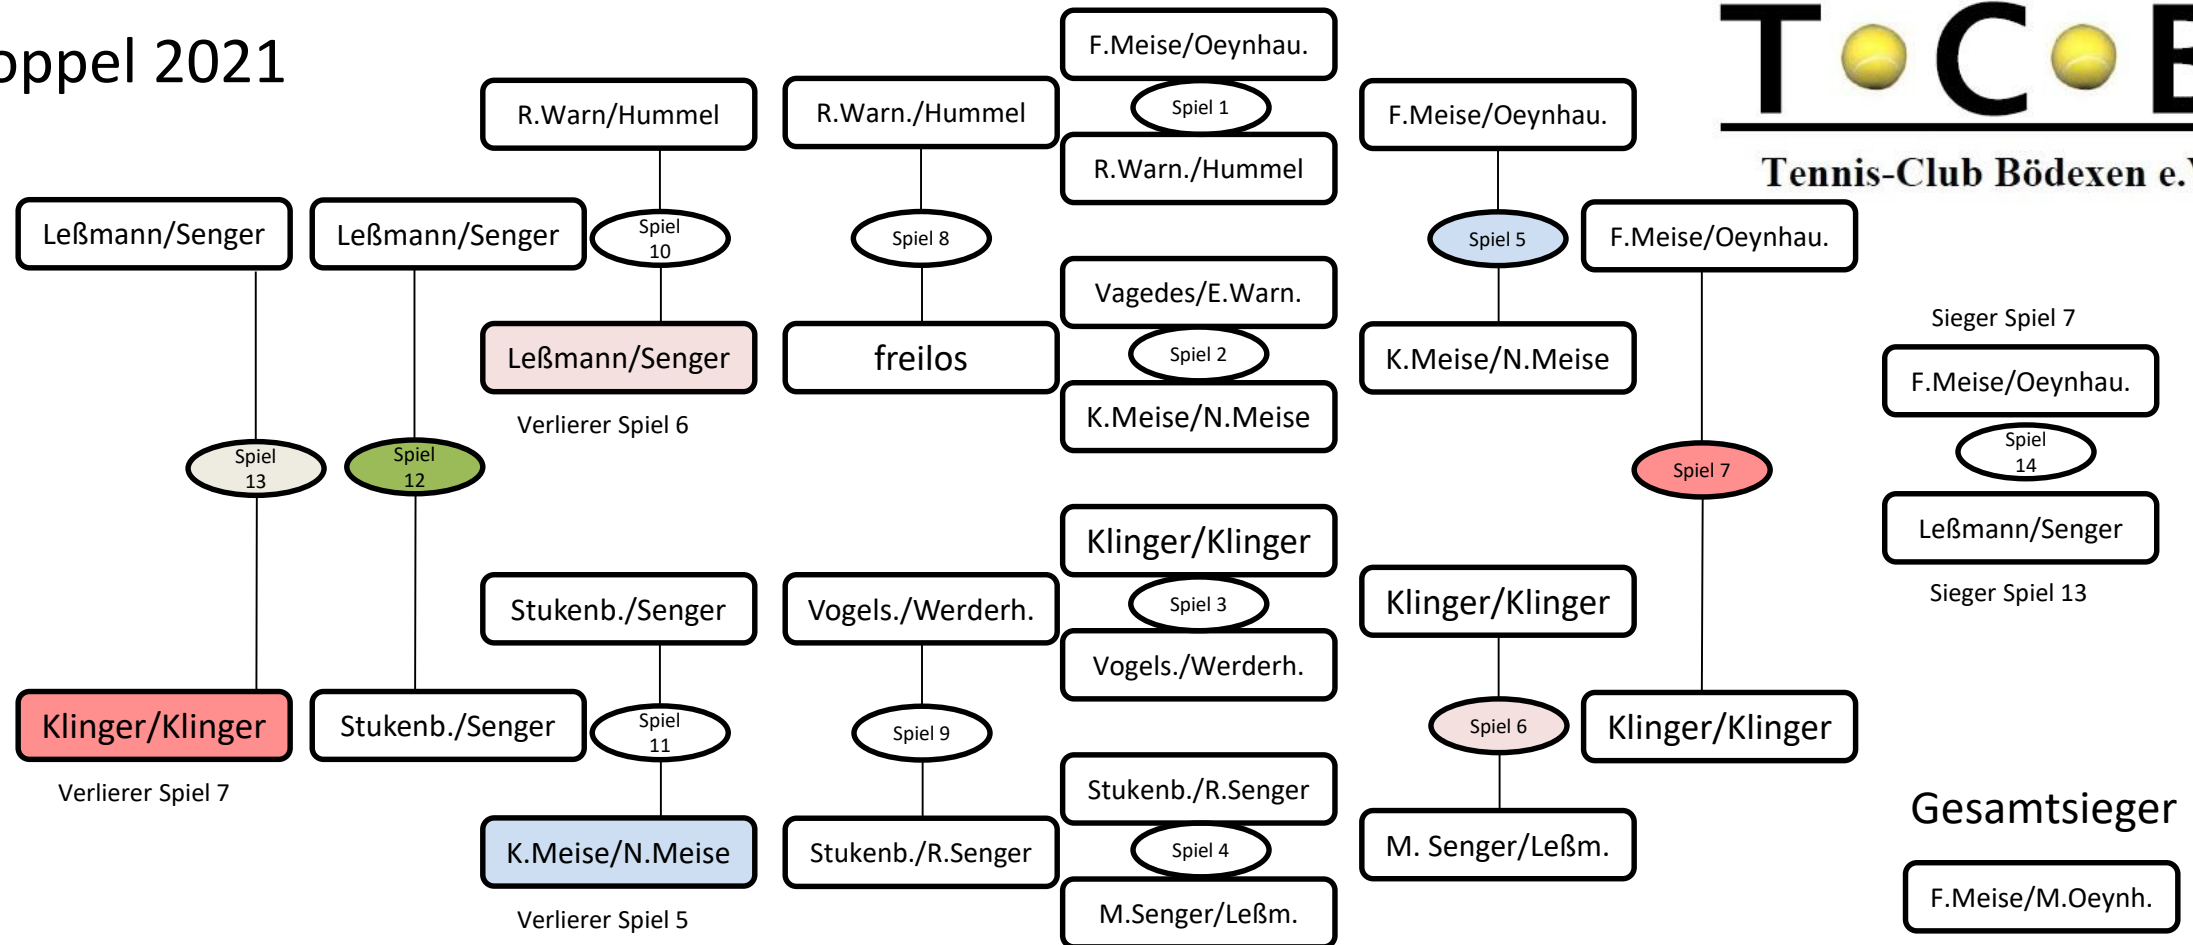 oppel 2021
T C B
Tennis-Club Bödexen e.V
F.Meise/Oeynhau.
Spiel 1
R.Warn./Hummel
Vagedes/E.Warn.
Spiel 2
K.Meise/N.Meise
Klinger/Klinger
Spiel 3
Vogels./Werderh.
Stukenb./R.Senger
Spiel 4
M.Senger/Leßm.
F.Meise/Oeynhau.
Spiel 5
K.Meise/N.Meise
Klinger/Klinger
Spiel 6
M. Senger/Leßm.
F.Meise/Oeynhau.
Spiel 7
Klinger/Klinger
R.Warn./Hummel
Spiel 8
freilos
Vogels./Werderh.
Spiel 9
Stukenb./R.Senger
R.Warn/Hummel
Spiel
10
Leßmann/Senger
Verlierer Spiel 6
Stukenb./Senger
Spiel
11
K.Meise/N.Meise
Verlierer Spiel 5
Leßmann/Senger
Spiel
12
Stukenb./Senger
Leßmann/Senger
Spiel
13
Klinger/Klinger
Verlierer Spiel 7
Sieger Spiel 7
F.Meise/Oeynhau.
Spiel
14
Leßmann/Senger
Sieger Spiel 13
Gesamtsieger
F.Meise/M.Oeynh.